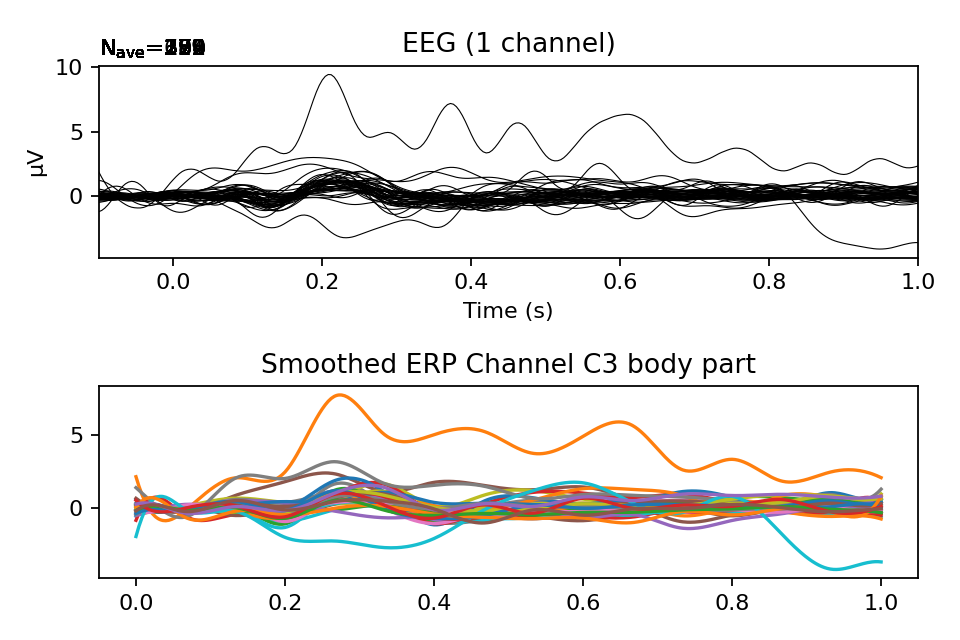 N_ave=
EEG (1 channel)
10
5
0
µV
0.0 0.2 0.4 0.6 0.8 1.0
Time (s)
Smoothed ERP Channel C3 body part
5
0
0.0 0.2 0.4 0.6 0.8 1.0